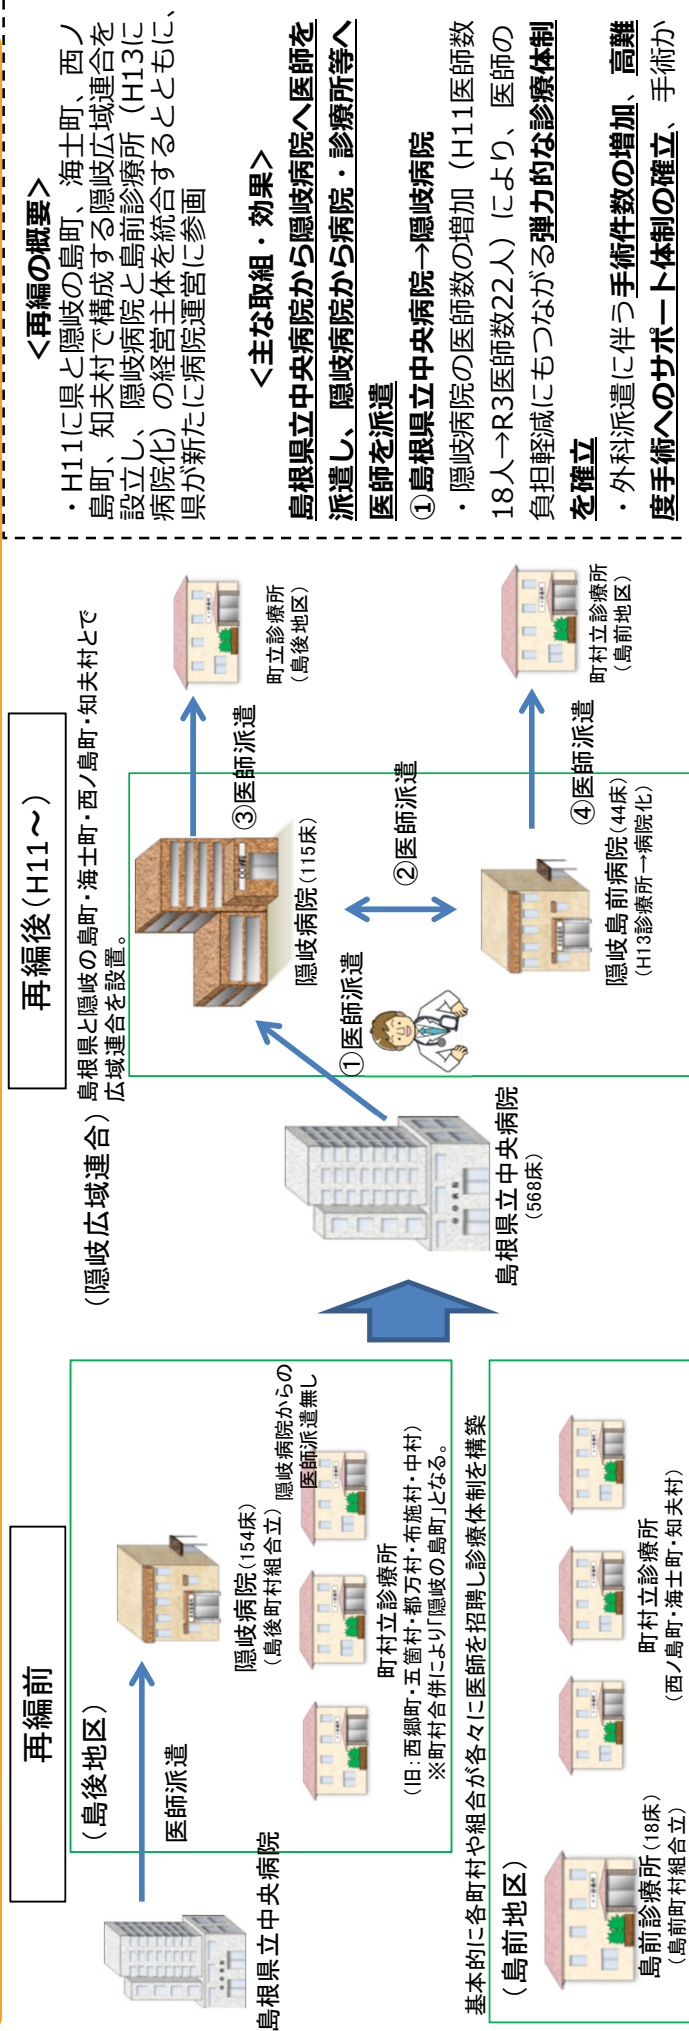 再編前
(島後地区)
医師派遣
島根県立中央病院
隠岐病院(154床)
(島後町村組合立)
隠岐病院からの
医師派遣無し
町村立診療所
(旧:西郷町・五箇村・都万村・布施村・中村)
※町村合併により「隠岐の島町」となる。
基本的に各町村や組合が各々に医師を招聘し診療体制を構築
(島前地区)
島前診療所(18床)
(島前町村組合立)
町村立診療所
(西ノ島町・海士町・知夫村)
再編後(H11～)
(隠岐広域連合)
島根県と隠岐の島町・海士町・西ノ島町・知夫村とで
広域連合を設置。
島根県立中央病院
(568床)
①医師派遣
隠岐病院(115床)
②医師派遣
隠岐島前病院(44床)
(H13診療所→病院化)
③医師派遣
町立診療所
(島後地区)
④医師派遣
町村立診療所
(島前地区)
＜再編の概要＞
・H11に県と隠岐の島町、海士町、西ノ
島町、知夫村で構成する隠岐広域連合を
設立し、隠岐病院と島前診療所（H13に
病院化）の経営主体を統合するとともに、
県が新たに病院運営に参画
＜主な取組・効果＞
島根県立中央病院から隠岐病院へ医師を
派遣し、隠岐病院から病院・診療所等へ
医師を派遣
①島根県立中央病院→隠岐病院
・隠岐病院の医師数の増加（H11医師数
18人→R3医師数22人）により、医師の
負担軽減にもつながる弾力的な診療体制
を確立
・外科派遣に伴う手術件数の増加、高難
度手術へのサポート体制の確立、手術か